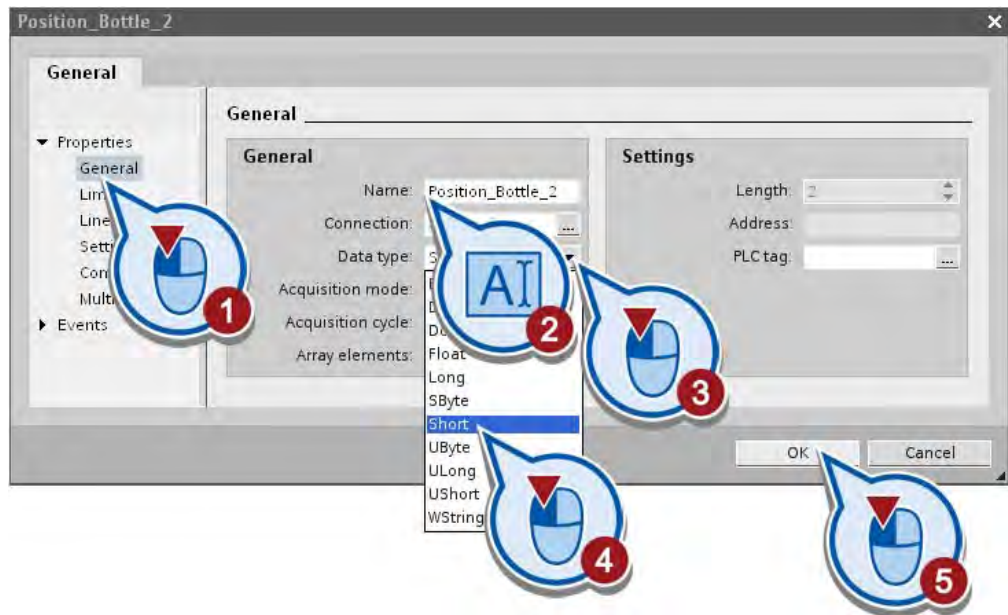 Position_Bottle_2
General
General
Properties
General
Events
General
Name: Position_Bottle_2
Connection: ...
Data type:
Acquisition mode:
Acquisition cycle:
Array elements:
Float
Long
SByte
Short
UByte
ULong
UShort
WString
Settings
Length: 2
Address:
PLC tag: ...
OK
Cancel
A
1
2
3
4
5